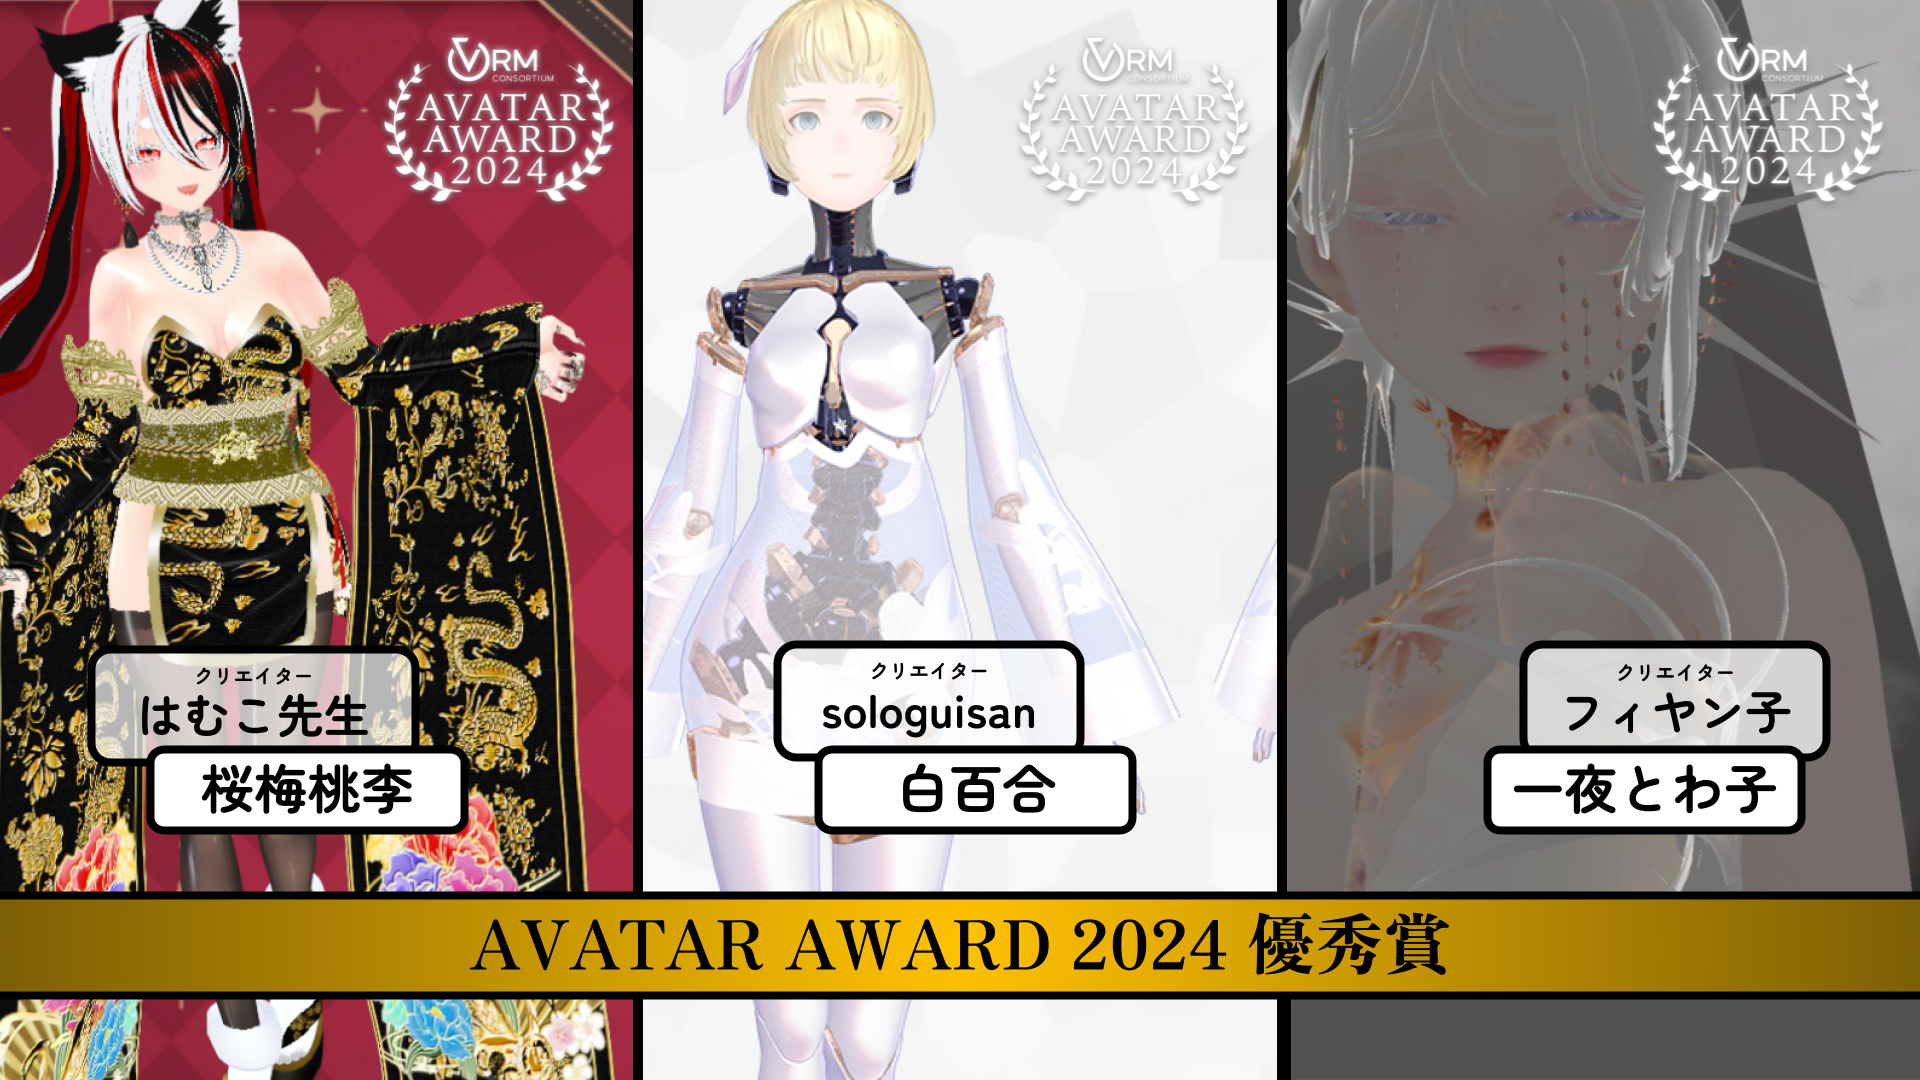 VRM
CONSORTIUM
AVATAR
AWARD
2024
クリエイター
はむこ先生
桜梅桃李
VRM
CONSORTIUM
AVATAR
AWARD
2024
クリエイター
sologuisan
白百合
VRM
CONSORTIUM
AVATAR
AWARD
2024
クリエイター
フィヤン子
一夜とわ子
AVATAR AWARD 2024 優秀賞